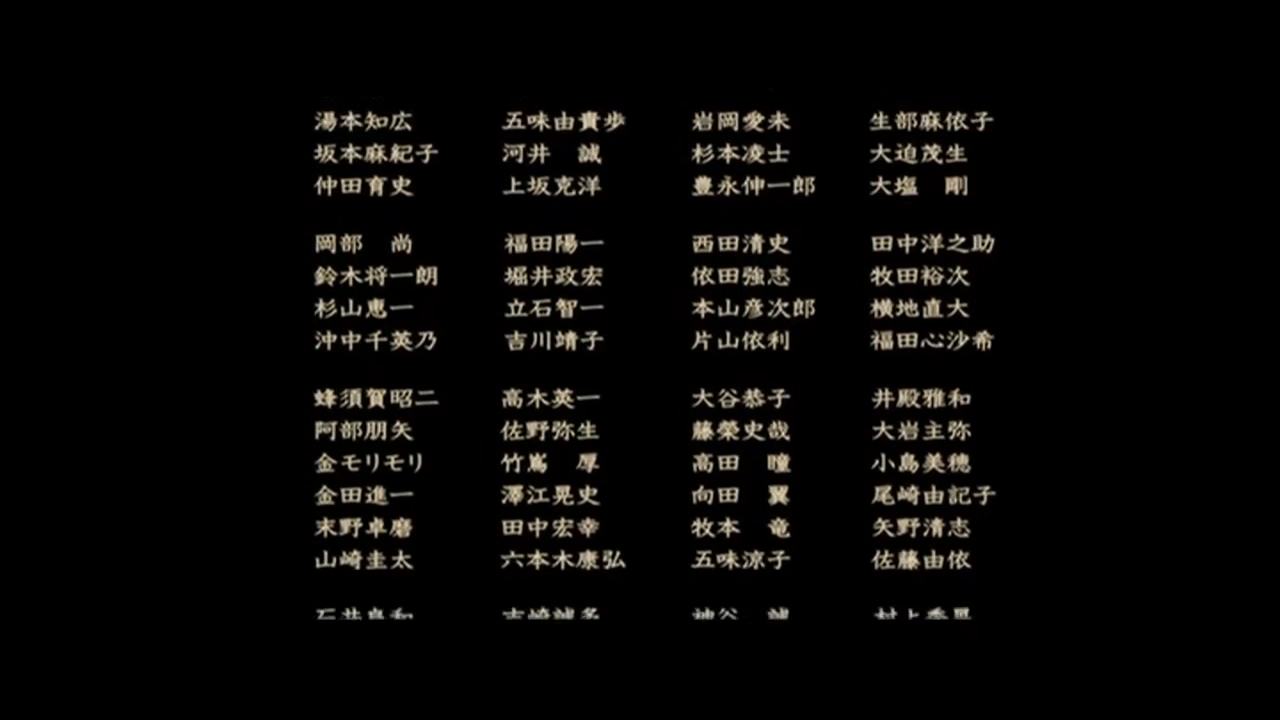 湯本知広 五味由貴歩 岩岡愛未 生部麻依子
坂本麻紀子 河井 誠 杉本凌士 大迫茂生
仲田育史 上坂克洋 豊永伸一郎 大塩 剛
岡部 尚 福田陽一 西田清史 田中洋之助
鈴木将一朗 堀井政宏 依田強志 牧田裕次
杉山恵一 立石智一 本山彦次郎 横地直大
沖中千英乃 吉川靖子 片山依利 福田心沙希
蜂須賀昭二 高木英一 大谷恭子 井殿雅和
阿部朋矢 佐野弥生 藤榮史哉 大岩主弥
金モリモリ 竹嶌 厚 高田 瞳 小島美穂
金田進一 澤江晃史 向田 翼 尾崎由記子
末野卓磨 田中宏幸 牧本 竜 矢野清志
山崎圭太 六本木康弘 五味涼子 佐藤由依